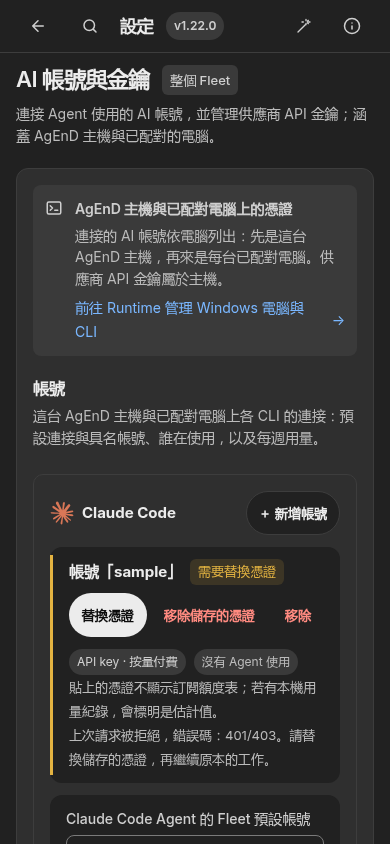 設定 v1.22.0
AI 帳號與金鑰 整個 Fleet
連接 Agent 使用的 AI 帳號，並管理供應商 API 金鑰；涵
蓋 AgEnD 主機與已配對的電腦。
AgEnD 主機與已配對電腦上的憑證
連接的 AI 帳號依電腦列出：先是這台
AgEnD 主機，再來是每台已配對電腦。供
應商 API 金鑰屬於主機。
前往 Runtime 管理 Windows 電腦與
CLI
帳號
這台 AgEnD 主機與已配對電腦上各 CLI 的連接：預
設連接與具名帳號、誰在使用，以及每週用量。
Claude Code + 新增帳號
帳號「sample」 需要替換憑證
替換憑證 移除儲存的憑證 移除
API key · 按量付費 沒有 Agent 使用
貼上的憑證不顯示訂閱額度表；若有本機用
量紀錄，會標明是估計值。
上次請求被拒絕，錯誤碼：401/403。請替
換儲存的憑證，再繼續原本的工作。
Claude Code Agent 的 Fleet 預設帳號